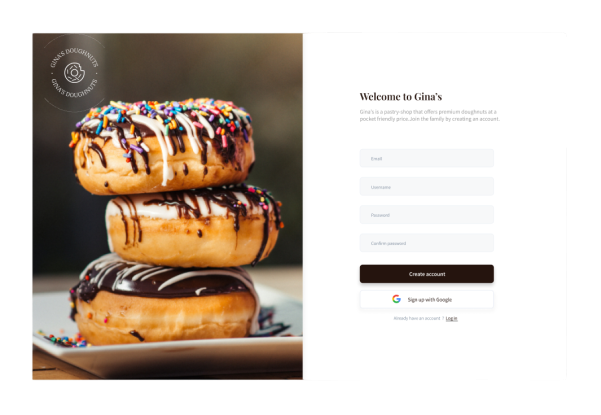 GINA'S DOUGHNUTS
GINA'S DOUGHNUTS
Welcome to Gina's
Gina's is a pastry shop that offers premium doughnuts at a
pocket friendly price. Join the family by creating an account.
Email
Username
Password
Confirm password
Create account
Sign up with Google
Already have an account ? Log in